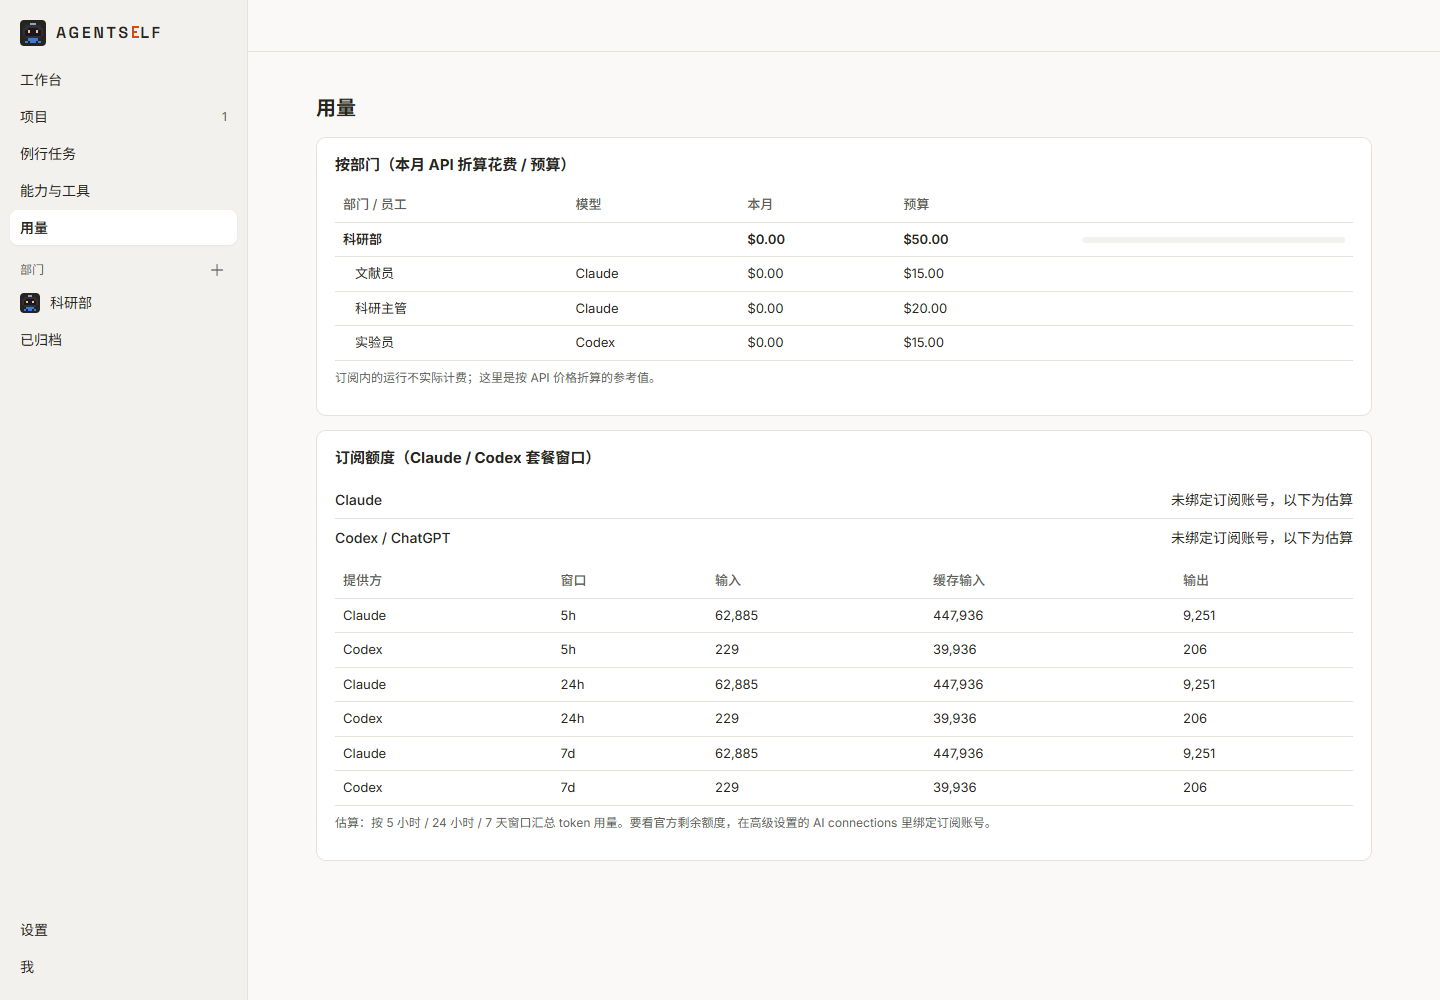 AGENTSELF
工作台
项目 1
例行任务
能力与工具
用量
部门 +
科研部
已归档
设置
我
用量
按部门（本月 API 折算花费 / 预算）
部门 / 员工 模型 本月 预算
科研部 $0.00 $50.00
文献员 Claude $0.00 $15.00
科研主管 Claude $0.00 $20.00
实验员 Codex $0.00 $15.00
订阅内的运行不实际计费；这里是按 API 价格折算的参考值。
订阅额度（Claude / Codex 套餐窗口）
Claude 未绑定订阅账号，以下为估算
Codex / ChatGPT 未绑定订阅账号，以下为估算
提供方 窗口 输入 缓存输入 输出
Claude 5h 62,885 447,936 9,251
Codex 5h 229 39,936 206
Claude 24h 62,885 447,936 9,251
Codex 24h 229 39,936 206
Claude 7d 62,885 447,936 9,251
Codex 7d 229 39,936 206
估算：按 5 小时 / 24 小时 / 7 天窗口汇总 token 用量。要看官方剩余额度，在高级设置的 AI connections 里绑定订阅账号。